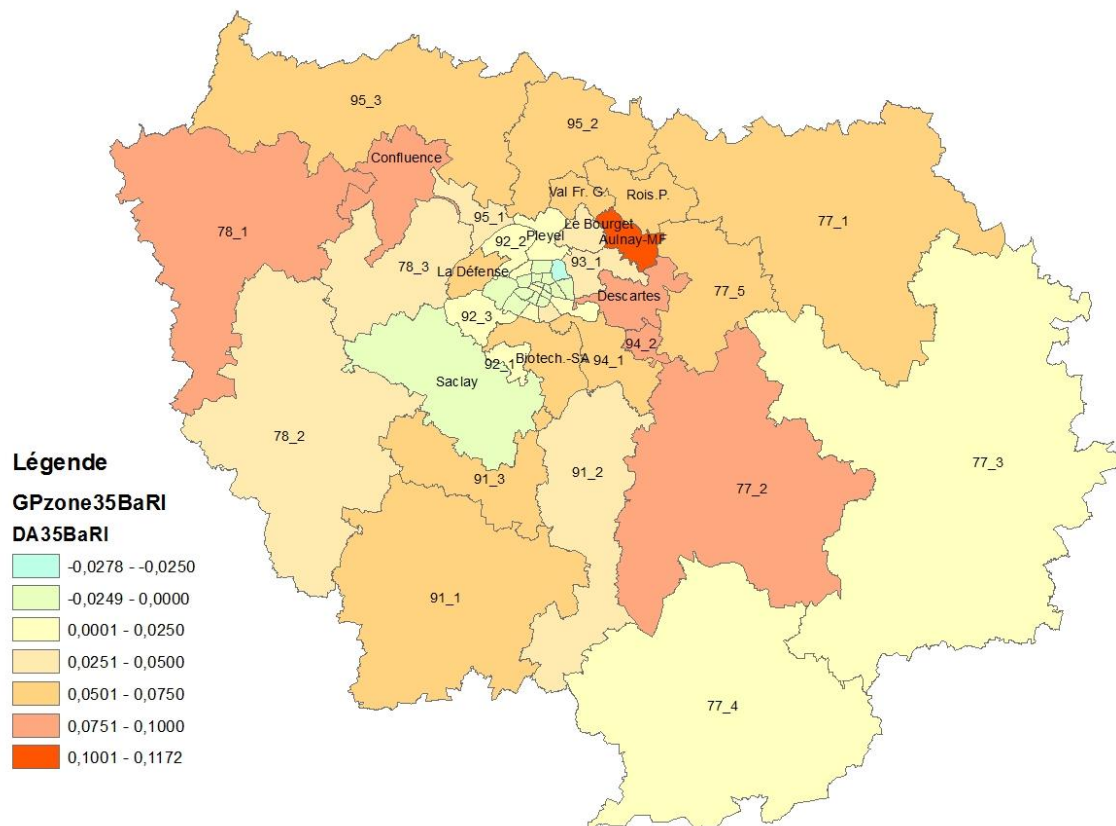 95_3
95_2
Confluence
Val Fr. G.
Rois.P.
77_1
95_1
Le Bourget
78_1
92_2
Pleyel
Aulnay-MF
78_3
La Défense
93_1
77_5
Descartes
92_3
94_2
92_1
Biotech.-SA
94_1
Saclay
78_2
77_3
91_3
91_2
77_2
91_1
77_4
Légende
GPzone35BaRI
DA35BaRI
-0,0278 - -0,0250
-0,0249 - 0,0000
0,0001 - 0,0250
0,0251 - 0,0500
0,0501 - 0,0750
0,0751 - 0,1000
0,1001 - 0,1172